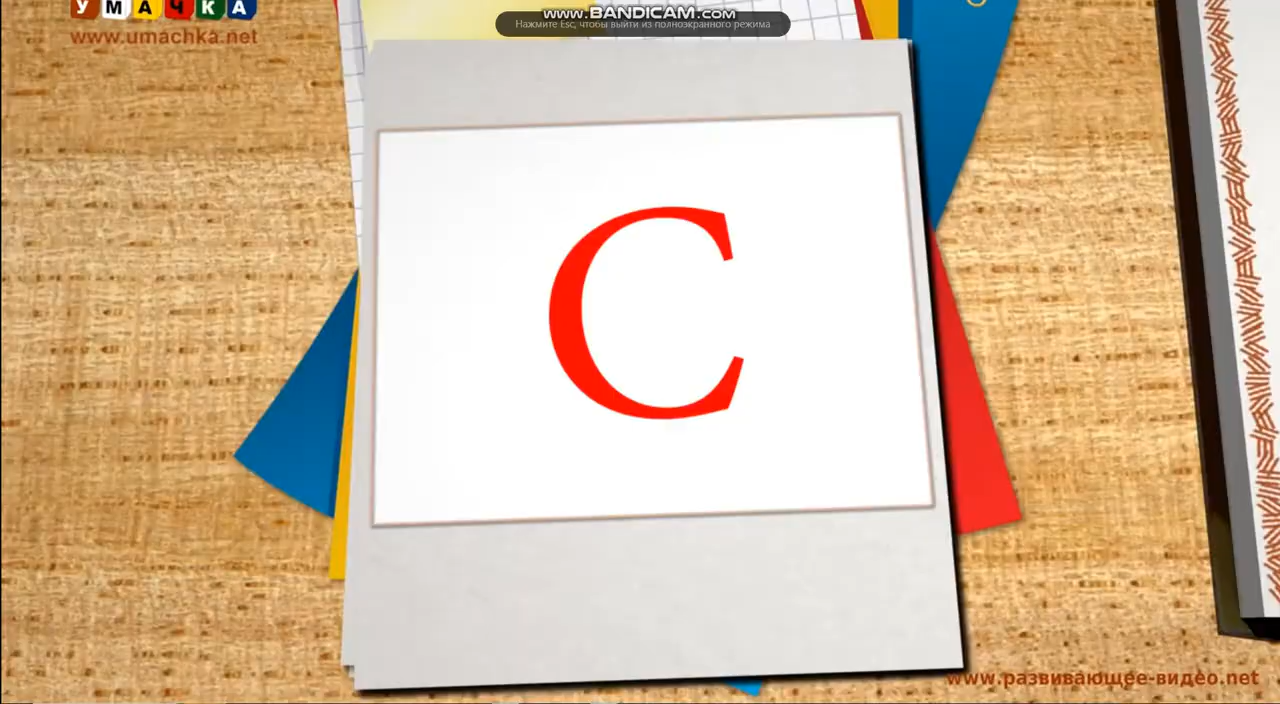 УМАЧКА
www.umachka.net
www.BANDICAM.com
Нажмите Esc, чтобы выйти из полноэкранного режима
С
www.развивающее-видео.net